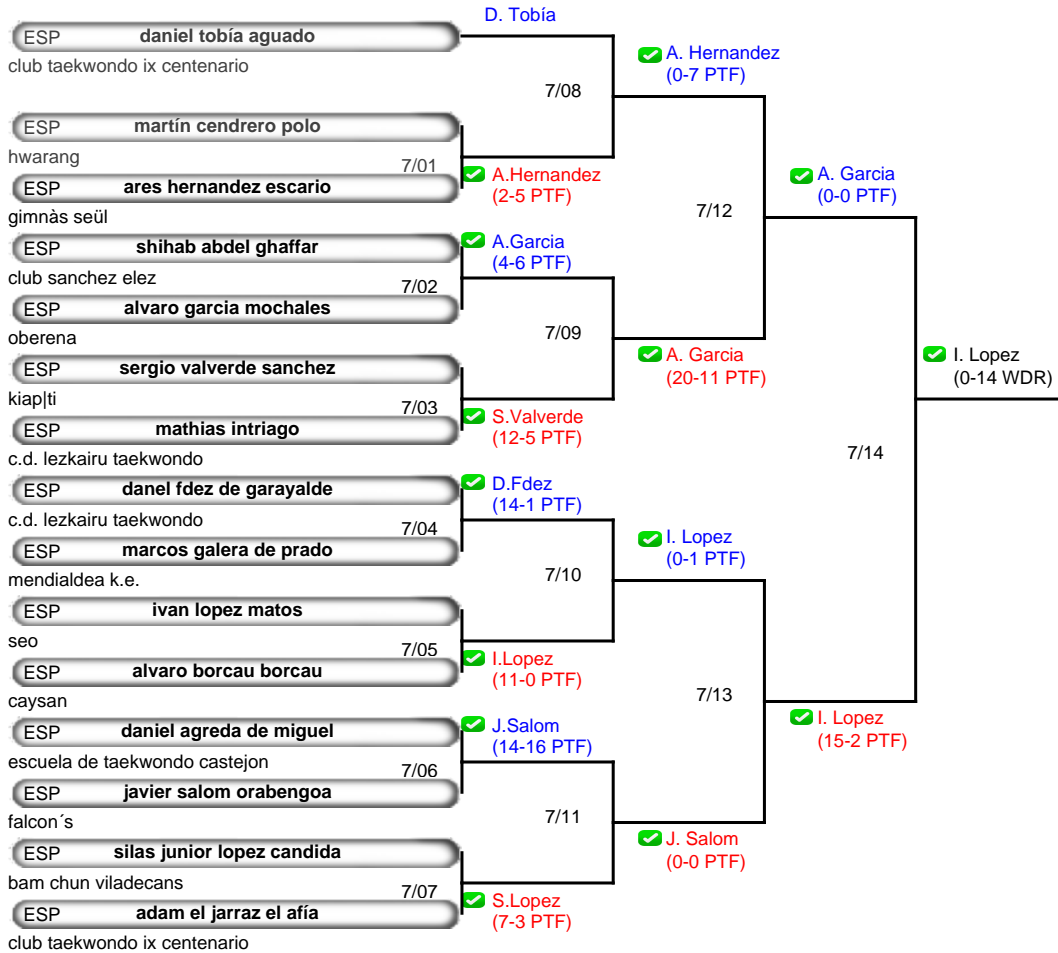 D. Tobía
ESP daniel tobía aguado
club taekwondo ix centenario
A. Hernandez
(0-7 PTF)
7/08
ESP martín cendrero polo
hwarang
7/01
A.Hernandez
(2-5 PTF)
ESP ares hernandez escario
gimnàs seül
A. Garcia
(0-0 PTF)
7/12
ESP shihab abdel ghaffar
A.Garcia
(4-6 PTF)
club sanchez elez
7/02
ESP alvaro garcia mochales
oberena
7/09
A. Garcia
(20-11 PTF)
ESP sergio valverde sanchez
kiap|ti
7/03
S.Valverde
(12-5 PTF)
ESP mathias intriago
c.d. lezkairu taekwondo
I. Lopez
(0-14 WDR)
7/14
ESP danel fdez de garayalde
D.Fdez
(14-1 PTF)
c.d. lezkairu taekwondo
7/04
ESP marcos galera de prado
mendialdea k.e.
I. Lopez
(0-1 PTF)
7/10
ESP ivan lopez matos
seo
7/05
I.Lopez
(11-0 PTF)
ESP alvaro borcau borcau
caysan
7/13
I. Lopez
(15-2 PTF)
ESP daniel agreda de miguel
J.Salom
(14-16 PTF)
escuela de taekwondo castejon
7/06
ESP javier salom orabengoa
falcon´s
7/11
J. Salom
(0-0 PTF)
ESP silas junior lopez candida
bam chun viladecans
7/07
S.Lopez
(7-3 PTF)
ESP adam el jarraz el afía
club taekwondo ix centenario